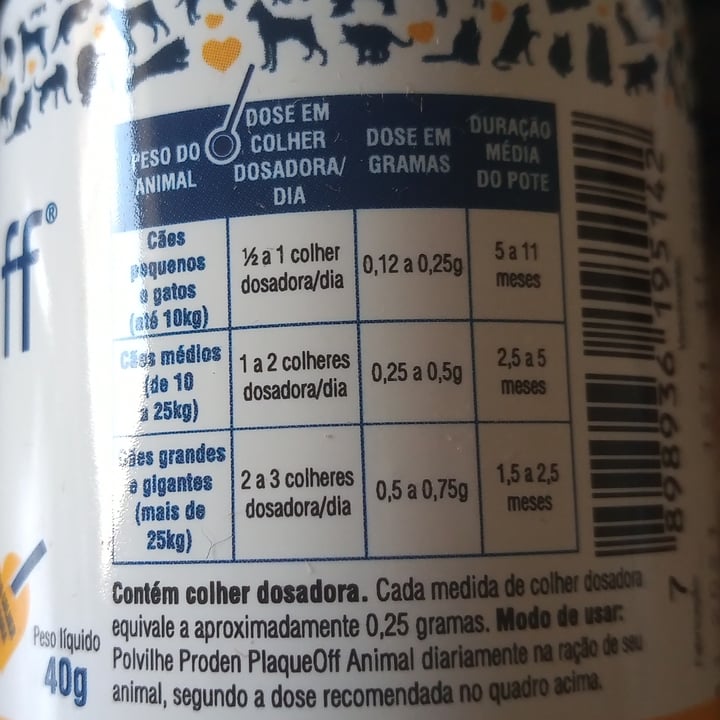 ff®
PESO DO
ANIMAL
DOSE EM
COLHER
DOSADORA/
DIA
DOSE EM
GRAMAS
DURAÇÃO
MÉDIA
DO POTE
Cães
pequenos
e gatos
(até 10kg)
½ a 1 colher
dosadora/dia
0,12 a 0,25g
5 a 11
meses
Cães médios
(de 10
a 25kg)
1 a 2 colheres
dosadora/dia
0,25 a 0,5g
2,5 a 5
meses
Cães grandes
e gigantes
(mais de
25kg)
2 a 3 colheres
dosadora/dia
0,5 a 0,75g
1,5 a 2,5
meses
Contém colher dosadora. Cada medida de colher dosadora
equivale a aproximadamente 0,25 gramas. Modo de usar:
Polvilhe Proden PlaqueOff Animal diariamente na ração de seu
animal, segundo a dose recomendada no quadro acima.
Peso líquido
40g
7 898936 195142